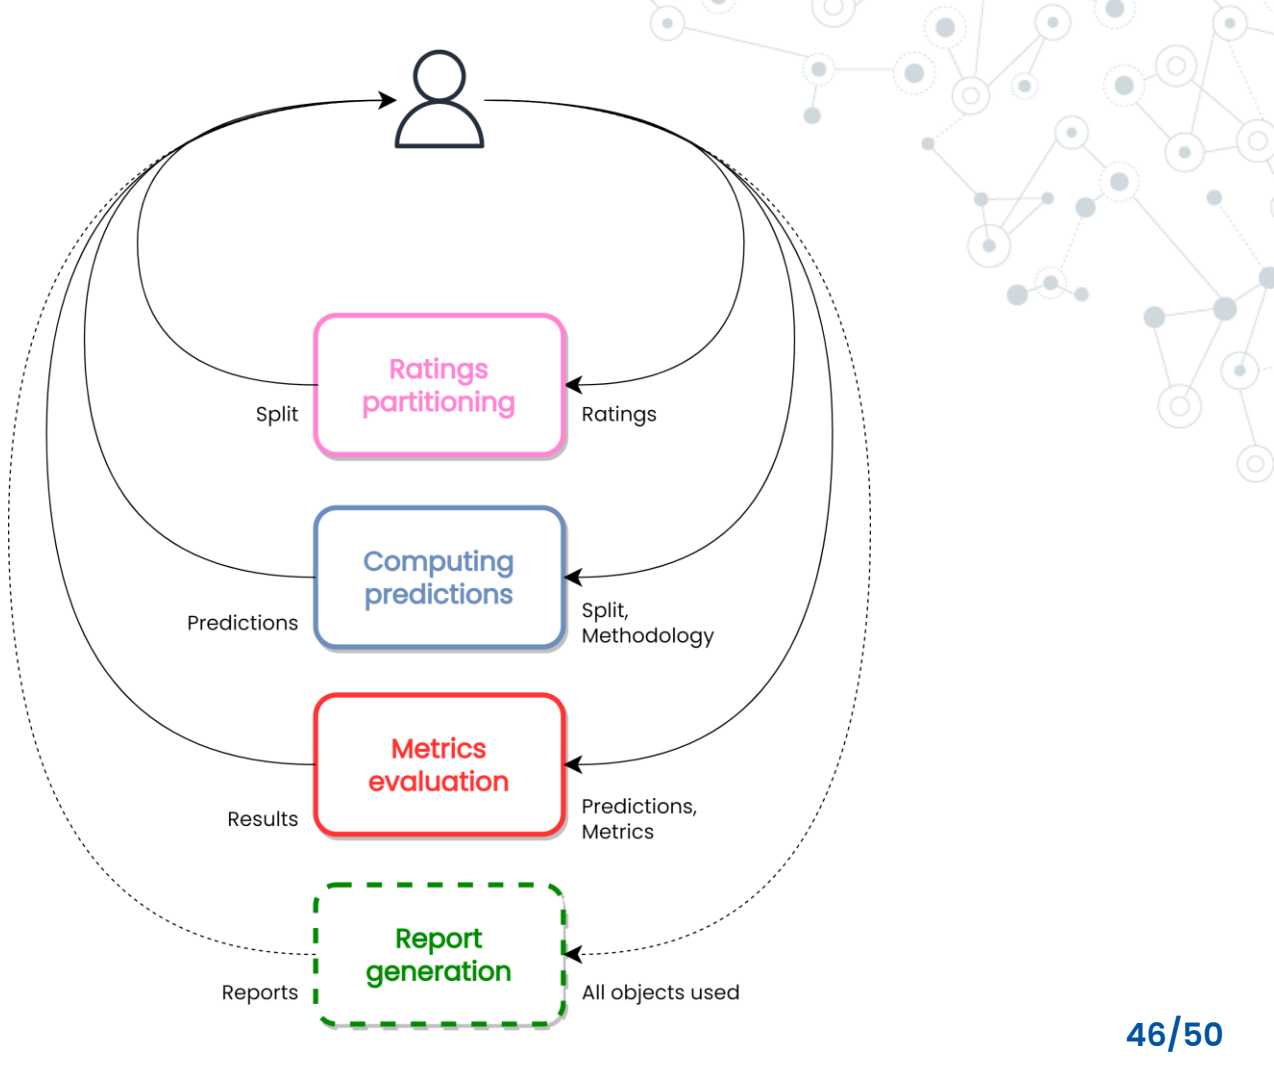 Ratings
partitioning
Split
Ratings
Computing
predictions
Predictions
Split,
Methodology
Metrics
evaluation
Results
Predictions,
Metrics
Report
generation
Reports
All objects used
46/50